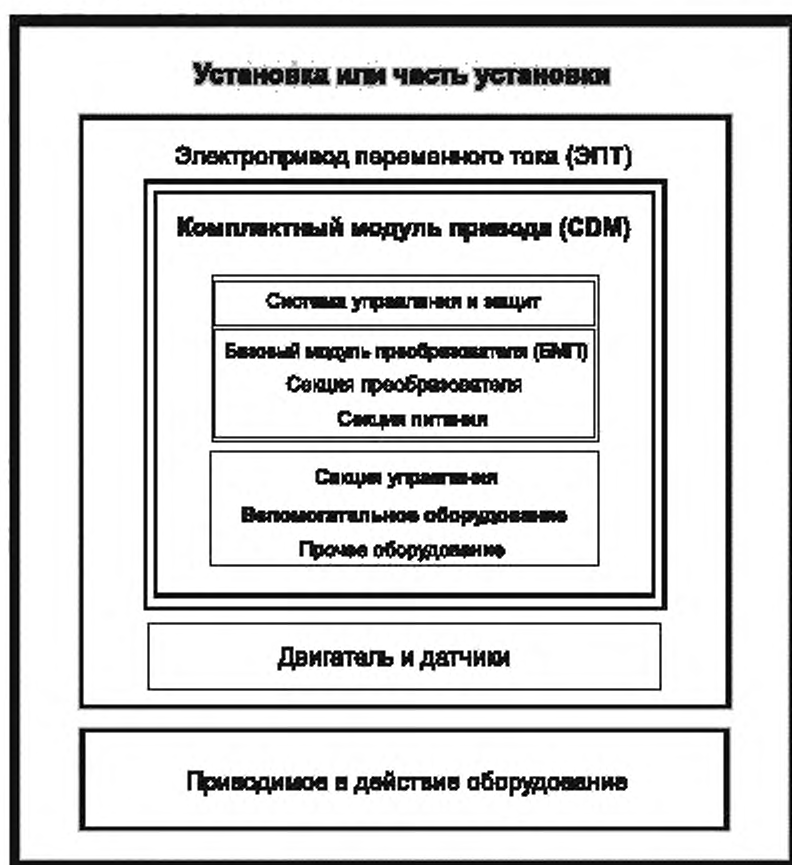 Установка или часть установки
Электропривод переменного тока (ЭПТ)
Комплектный модуль привода (CDM)
Система управления и защит
Базовый модуль преобразователя (БМП)
Секция преобразователя
Секция питания
Секция управления
Вспомогательное оборудование
Прочее оборудование
Двигатель и датчики
Приводимое в действие оборудование